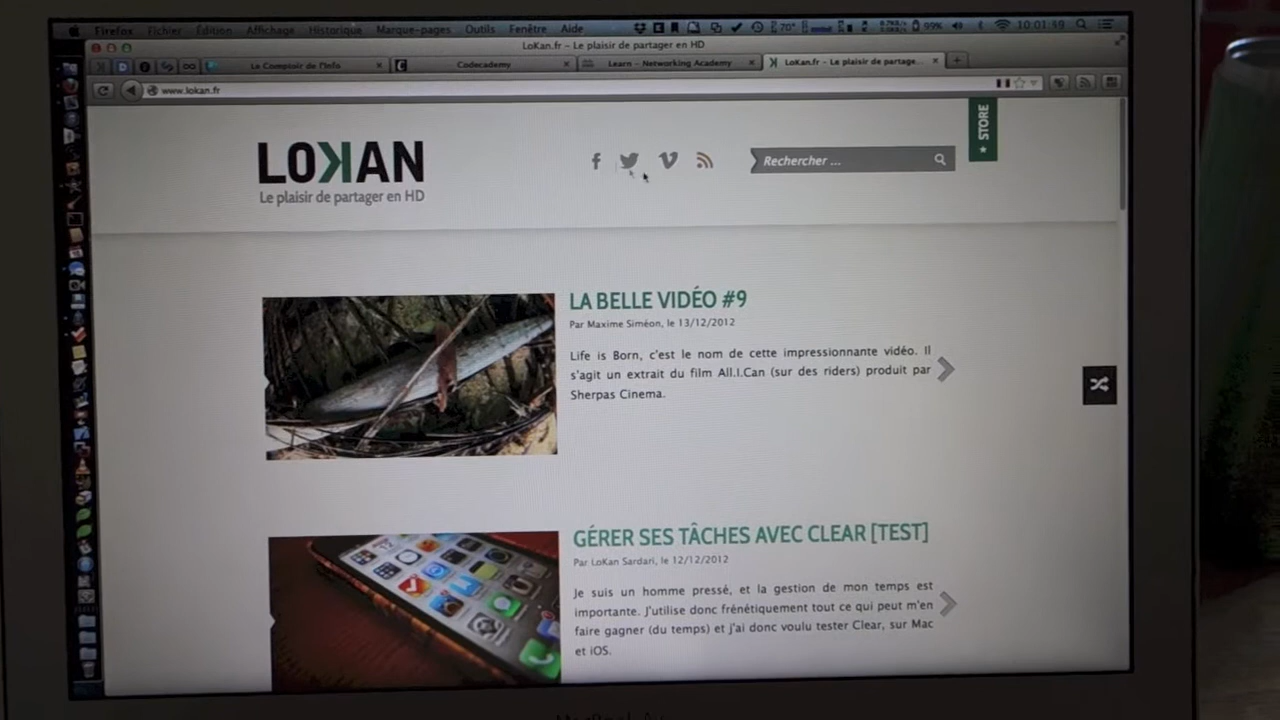 Firefox Fichier Édition Affichage Historique Marque-pages Outils Fenêtre Aide
70° 99% 10:01:39
LoKan.fr – Le plaisir de partager en HD
Le Comptoir de l'Info
Codecademy
Learn – Networking Academy
LoKan.fr – Le plaisir de partage...
www.lokan.fr
STORE
LOKAN
Le plaisir de partager en HD
Rechercher ...
LA BELLE VIDÉO #9
Par Maxime Siméon, le 13/12/2012
Life is Born, c'est le nom de cette impressionnante vidéo. Il
s'agit un extrait du film All.I.Can (sur des riders) produit par
Sherpas Cinema.
GÉRER SES TÂCHES AVEC CLEAR [TEST]
Par LoKan Sardari, le 12/12/2012
Je suis un homme pressé, et la gestion de mon temps est
importante. J'utilise donc frénétiquement tout ce qui peut m'en
faire gagner (du temps) et j'ai donc voulu tester Clear, sur Mac
et iOS.